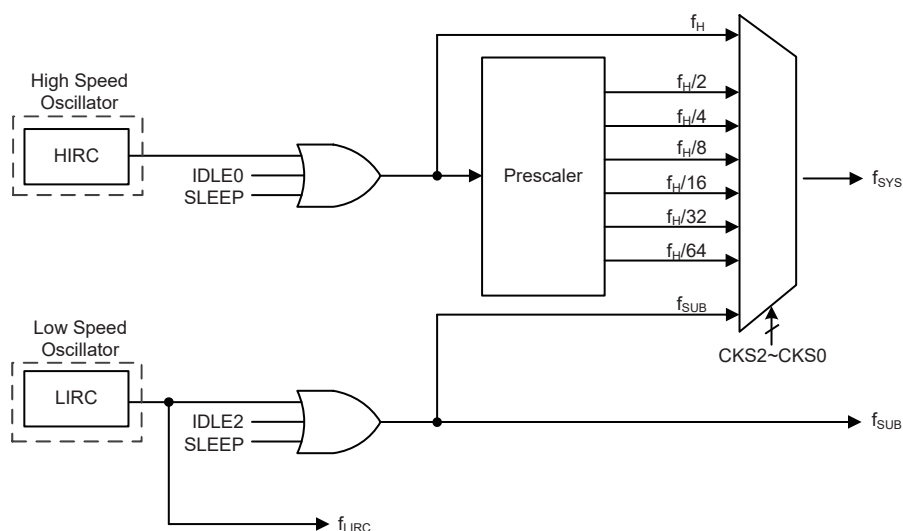 f_H
High Speed
Oscillator
HIRC
IDLE0
SLEEP
Prescaler
f_H/2
f_H/4
f_H/8
f_H/16
f_H/32
f_H/64
f_SYS
f_SUB
CKS2~CKS0
Low Speed
Oscillator
LIRC
IDLE2
SLEEP
f_SUB
f_LIRC